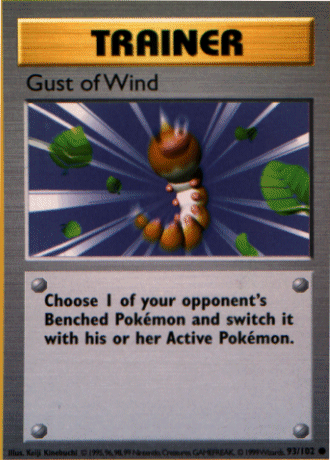 TRAINER
Gust of Wind
Choose 1 of your opponent's
Benched Pokémon and switch it
with his or her Active Pokémon.
Illus. Keiji Kinebuchi © 1995, 96, 98, 99 Nintendo, Creatures, GAMEFREAK. © 1999 Wizards. 93/102